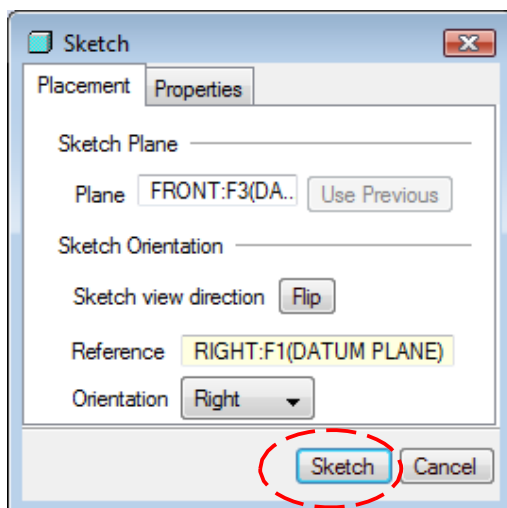 Sketch
Placement Properties
Sketch Plane
Plane FRONT:F3(DA.. Use Previous
Sketch Orientation
Sketch view direction Flip
Reference RIGHT:F1(DATUM PLANE)
Orientation Right
Sketch Cancel